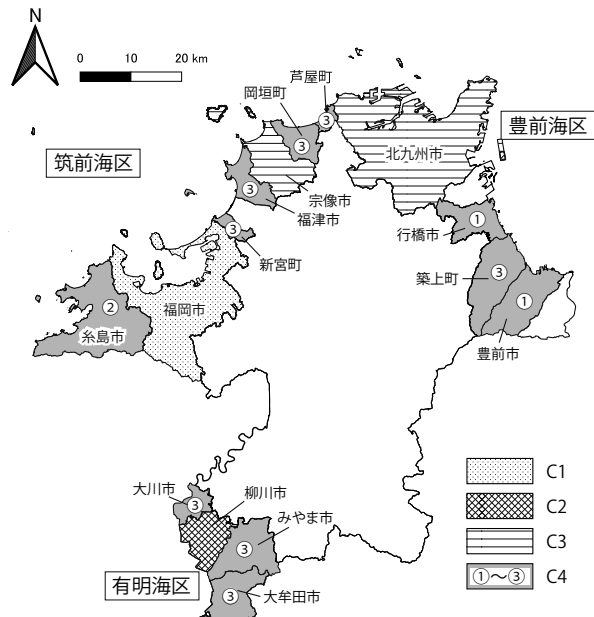 N
0 10 20 km
芦屋町
岡垣町
③
③
豊前海区
北九州市
筑前海区
③
宗像市
福津市
①
行橋市
③
新宮町
築上町
③
①
②
福岡市
糸島市
豊前市
大川市
柳川市
みやま市
③
③
有明海区
③
大牟田市
C1
C2
C3
①～③ C4